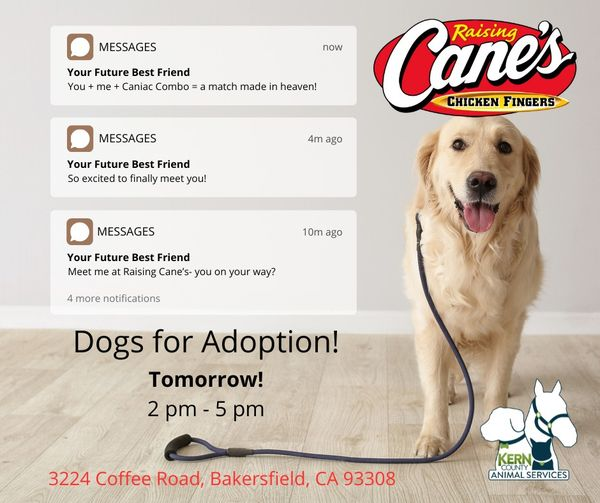 MESSAGES now
Your Future Best Friend
You + me + Caniac Combo = a match made in heaven!
MESSAGES 4m ago
Your Future Best Friend
So excited to finally meet you!
MESSAGES 10m ago
Your Future Best Friend
Meet me at Raising Cane's- you on your way?
4 more notifications
Raising
Cane's
CHICKEN FINGERS
Dogs for Adoption!
Tomorrow!
2 pm - 5 pm
3224 Coffee Road, Bakersfield, CA 93308
KERN
COUNTY
ANIMAL SERVICES